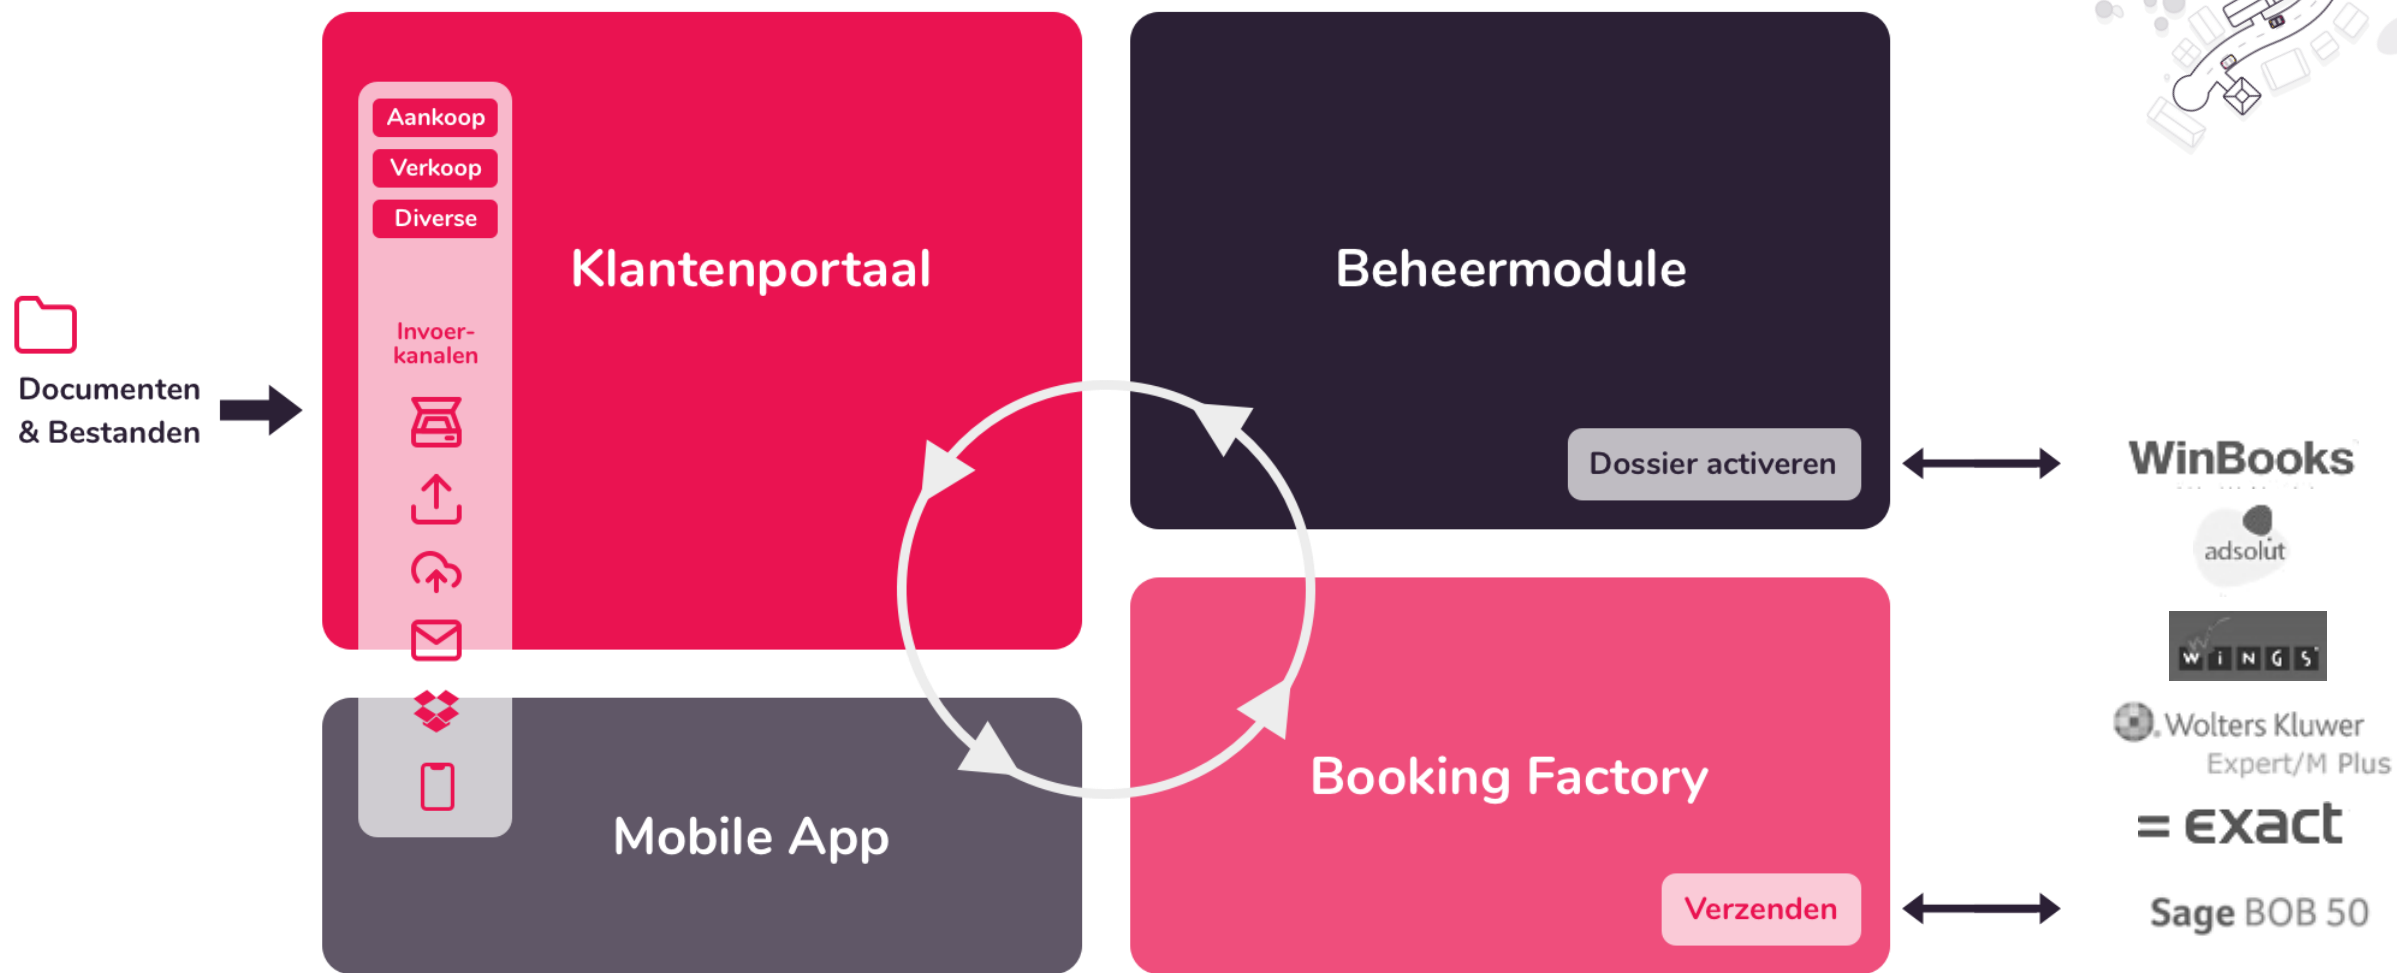 Documenten
& Bestanden
Aankoop
Verkoop
Diverse
Invoer-
kanalen
Klantenportaal
Mobile App
Beheermodule
Dossier activeren
Booking Factory
Verzenden
WinBooks
adsolut
WiNGS
Wolters Kluwer
Expert/M Plus
= exact
Sage BOB 50